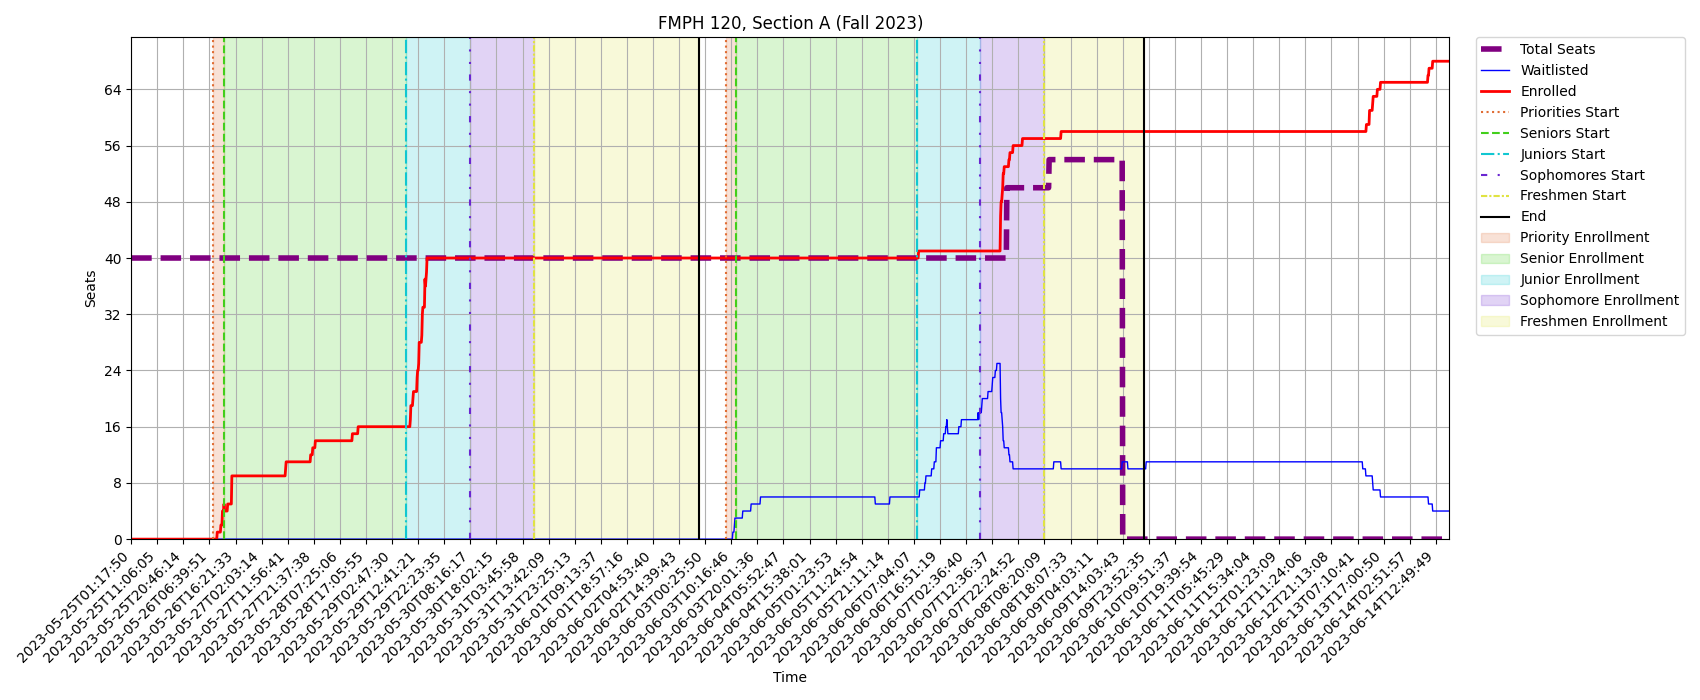 FMPH 120, Section A (Fall 2023)
Total Seats
Waitlisted
Enrolled
Priorities Start
Seniors Start
Juniors Start
Sophomores Start
Freshmen Start
End
Priority Enrollment
Senior Enrollment
Junior Enrollment
Sophomore Enrollment
Freshmen Enrollment
Seats
64
56
48
40
32
24
16
8
0
2023-05-25T01:17:50
2023-05-25T11:06:05
2023-05-25T20:46:14
2023-05-26T06:39:51
2023-05-26T16:21:33
2023-05-27T02:03:14
2023-05-27T11:56:41
2023-05-27T21:37:38
2023-05-28T07:25:06
2023-05-28T17:05:55
2023-05-29T02:47:30
2023-05-29T12:41:21
2023-05-29T22:23:35
2023-05-30T08:16:17
2023-05-30T18:02:15
2023-05-31T03:45:58
2023-05-31T13:42:09
2023-05-31T23:25:13
2023-06-01T09:13:37
2023-06-01T18:57:16
2023-06-02T04:53:40
2023-06-02T14:39:43
2023-06-03T00:25:50
2023-06-03T10:16:46
2023-06-03T20:01:36
2023-06-04T05:52:47
2023-06-04T15:38:01
2023-06-05T01:23:53
2023-06-05T11:24:54
2023-06-05T21:11:14
2023-06-06T07:04:07
2023-06-06T16:51:19
2023-06-07T02:36:40
2023-06-07T12:36:37
2023-06-07T22:24:52
2023-06-08T08:20:09
2023-06-08T18:07:33
2023-06-09T04:03:11
2023-06-09T14:03:43
2023-06-09T23:52:35
2023-06-10T09:51:37
2023-06-10T19:39:54
2023-06-11T05:45:29
2023-06-11T15:34:04
2023-06-12T01:23:09
2023-06-12T11:24:06
2023-06-12T21:13:08
2023-06-13T07:10:41
2023-06-13T17:00:50
2023-06-14T02:51:57
2023-06-14T12:49:49
Time